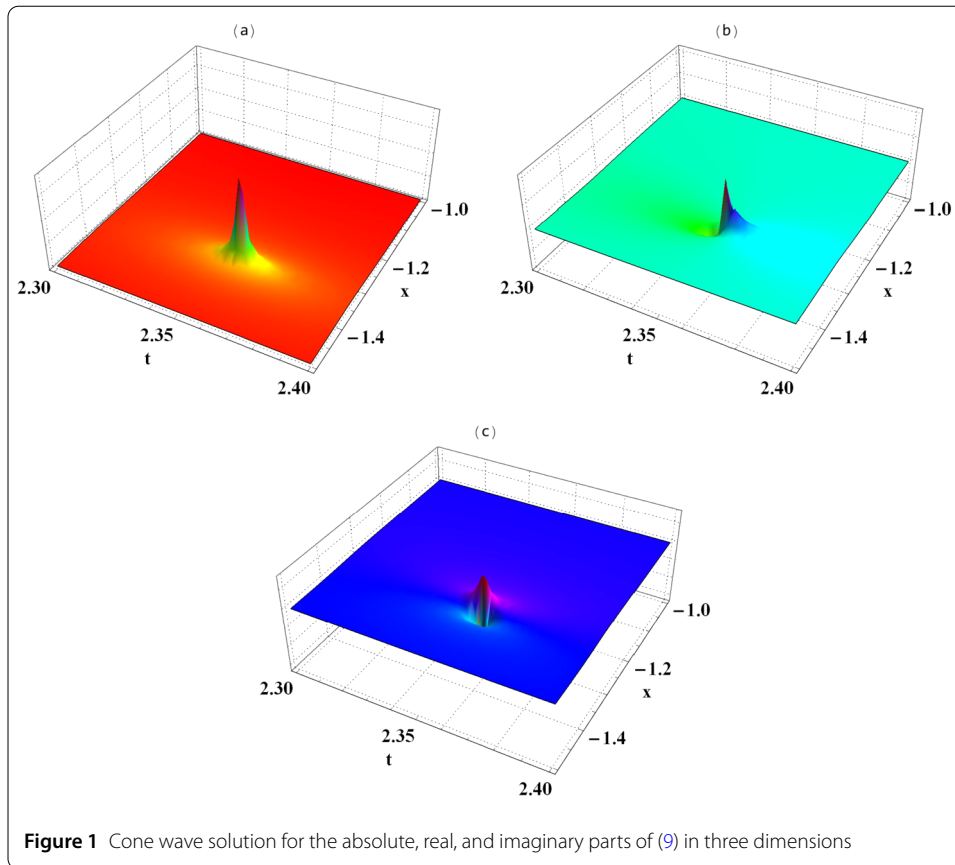 (a)
−1.0
−1.2
x
−1.4
2.30
2.35
t
2.40
(b)
−1.0
−1.2
x
−1.4
2.30
2.35
t
2.40
(c)
−1.0
−1.2
x
−1.4
2.30
2.35
t
2.40
Figure 1 Cone wave solution for the absolute, real, and imaginary parts of (9) in three dimensions